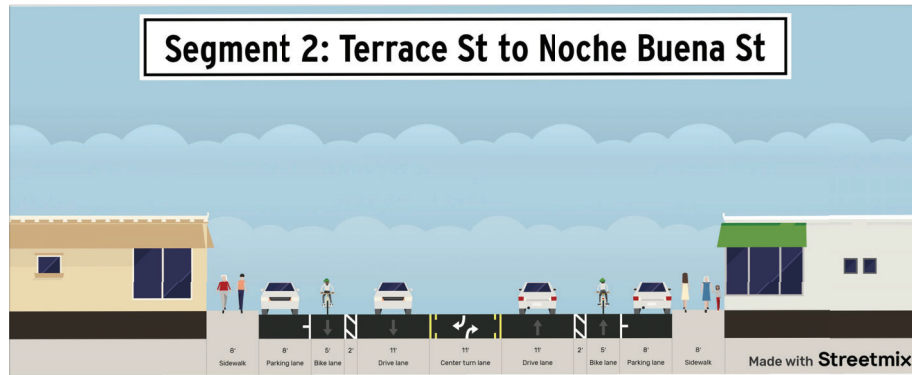 Segment 2: Terrace St to Noche Buena St
8' 8' 5' 2' 11' 11' 11' 2' 5' 8' 8'
Sidewalk Parking lane Bike lane Drive lane Center turn lane Drive lane Bike lane Parking lane Sidewalk
Made with Streetmix